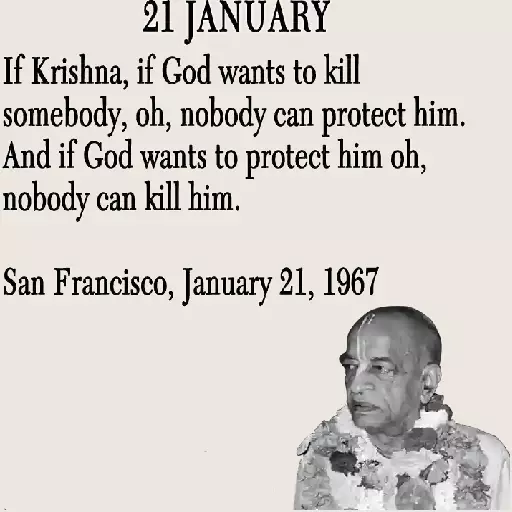 21 JANUARY
If Krishna, if God wants to kill
somebody, oh, nobody can protect him.
And if God wants to protect him oh,
nobody can kill him.
San Francisco, January 21, 1967